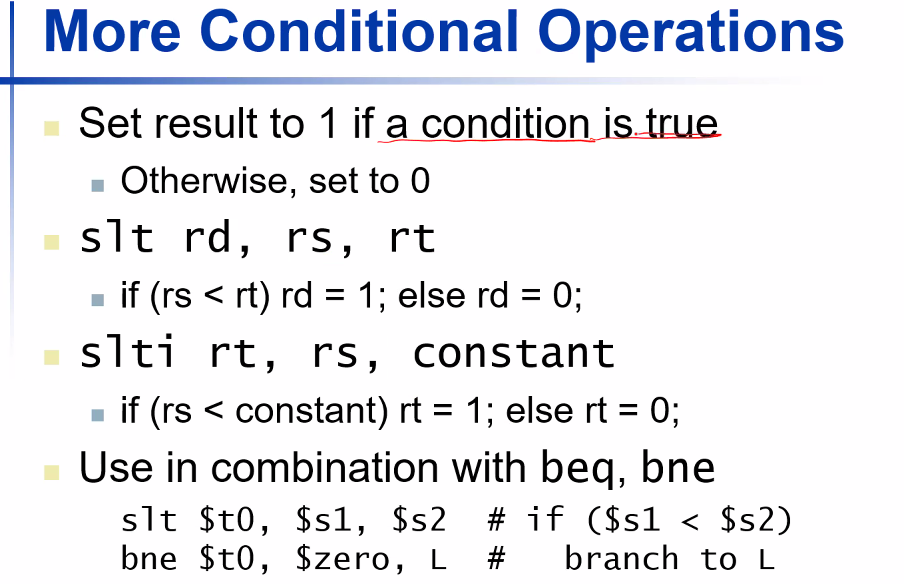 More Conditional Operations
Set result to 1 if a condition is true
Otherwise, set to 0
slt rd, rs, rt
if (rs < rt) rd = 1; else rd = 0;
slti rt, rs, constant
if (rs < constant) rt = 1; else rt = 0;
Use in combination with beq, bne
slt $t0, $s1, $s2  # if ($s1 < $s2)
bne $t0, $zero, L  #   branch to L